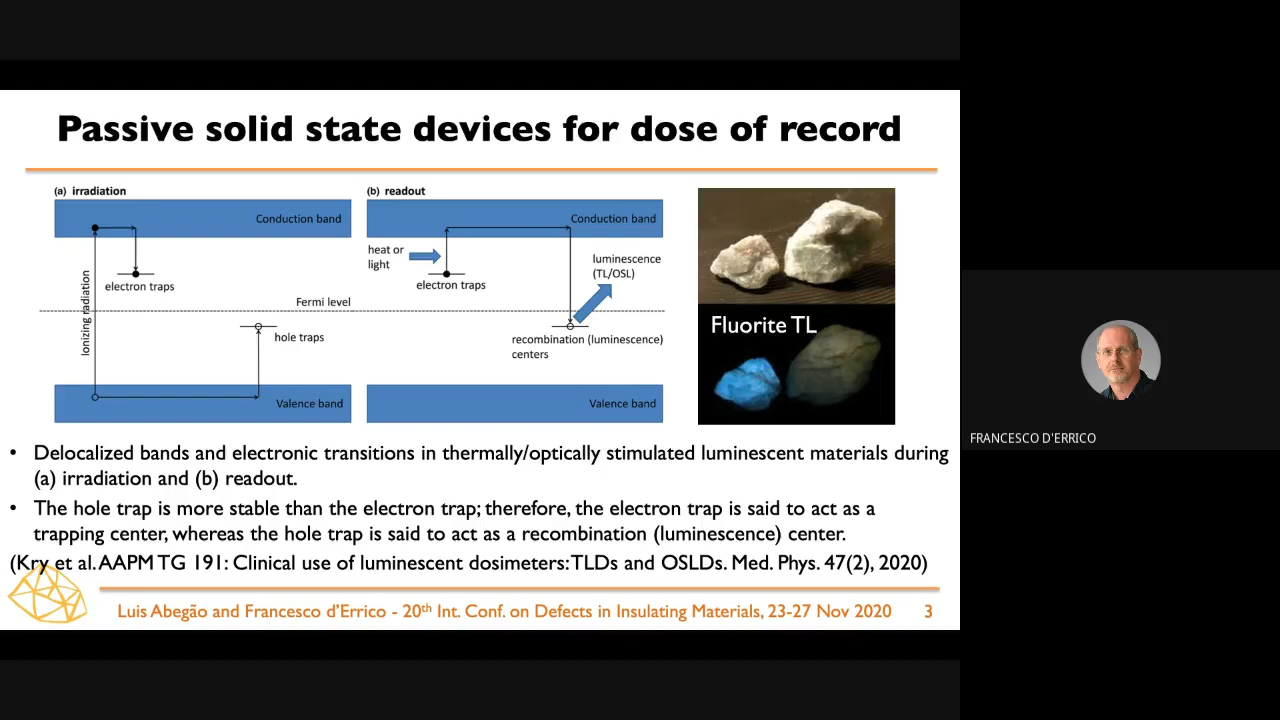 Passive solid state devices for dose of record
(a) irradiation
Conduction band
electron traps
Ionizing radiation
Fermi level
hole traps
Valence band
(b) readout
Conduction band
heat or
light
electron traps
luminescence
(TL/OSL)
recombination (luminescence)
centers
Valence band
Fluorite TL
• Delocalized bands and electronic transitions in thermally/optically stimulated luminescent materials during
(a) irradiation and (b) readout.
• The hole trap is more stable than the electron trap; therefore, the electron trap is said to act as a
trapping center, whereas the hole trap is said to act as a recombination (luminescence) center.
(Kry et al. AAPM TG 191: Clinical use of luminescent dosimeters: TLDs and OSLDs. Med. Phys. 47(2), 2020)
Luis Abegão and Francesco d'Errico - 20th Int. Conf. on Defects in Insulating Materials, 23-27 Nov 2020 3
FRANCESCO D'ERRICO